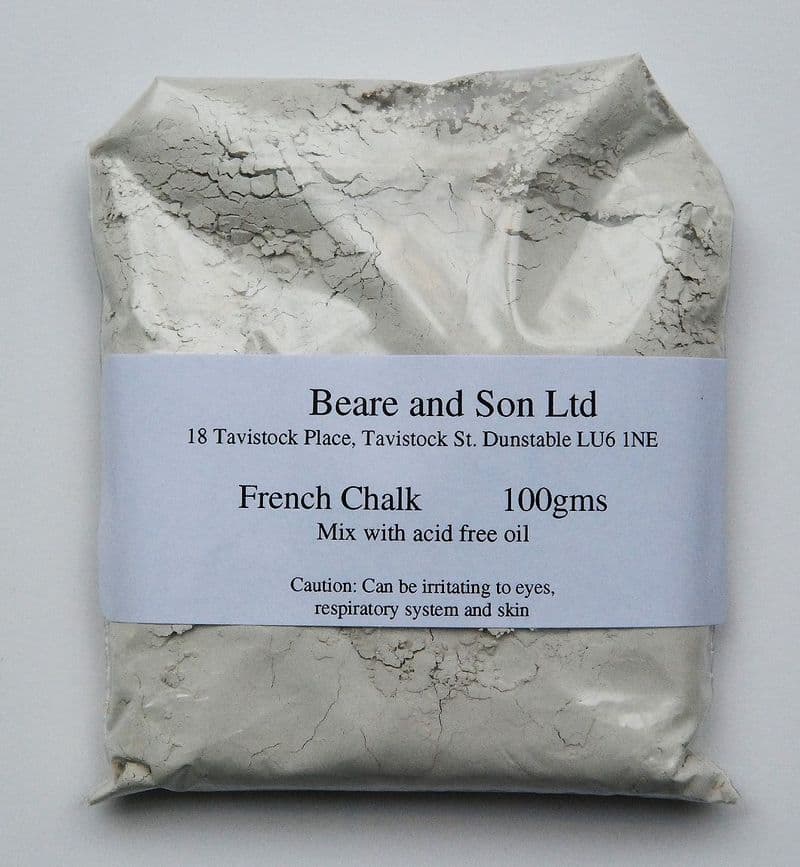 Beare and Son Ltd
18 Tavistock Place, Tavistock St. Dunstable LU6 1NE
French Chalk 100gms
Mix with acid free oil
Caution: Can be irritating to eyes,
respiratory system and skin